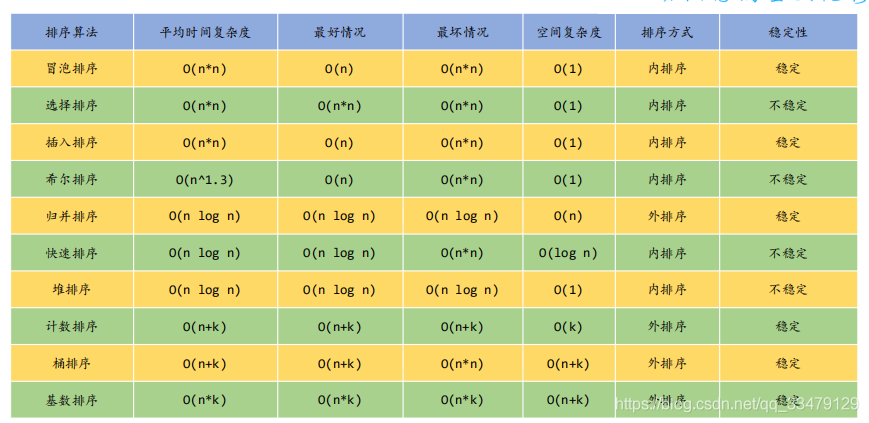 排序算法 平均时间复杂度 最好情况 最坏情况 空间复杂度 排序方式 稳定性
冒泡排序 O(n*n) O(n) O(n*n) O(1) 内排序 稳定
选择排序 O(n*n) O(n*n) O(n*n) O(1) 内排序 不稳定
插入排序 O(n*n) O(n) O(n*n) O(1) 内排序 稳定
希尔排序 O(n^1.3) O(n) O(n*n) O(1) 内排序 不稳定
归并排序 O(n log n) O(n log n) O(n log n) O(n) 外排序 稳定
快速排序 O(n log n) O(n log n) O(n*n) O(log n) 内排序 不稳定
堆排序 O(n log n) O(n log n) O(n log n) O(1) 内排序 不稳定
计数排序 O(n+k) O(n+k) O(n+k) O(k) 外排序 稳定
桶排序 O(n+k) O(n+k) O(n*n) O(n+k) 外排序 稳定
基数排序 O(n*k) O(n*k) O(n*k) O(n+k) 外排序 稳定
https://blog.csdn.net/qq_53479129